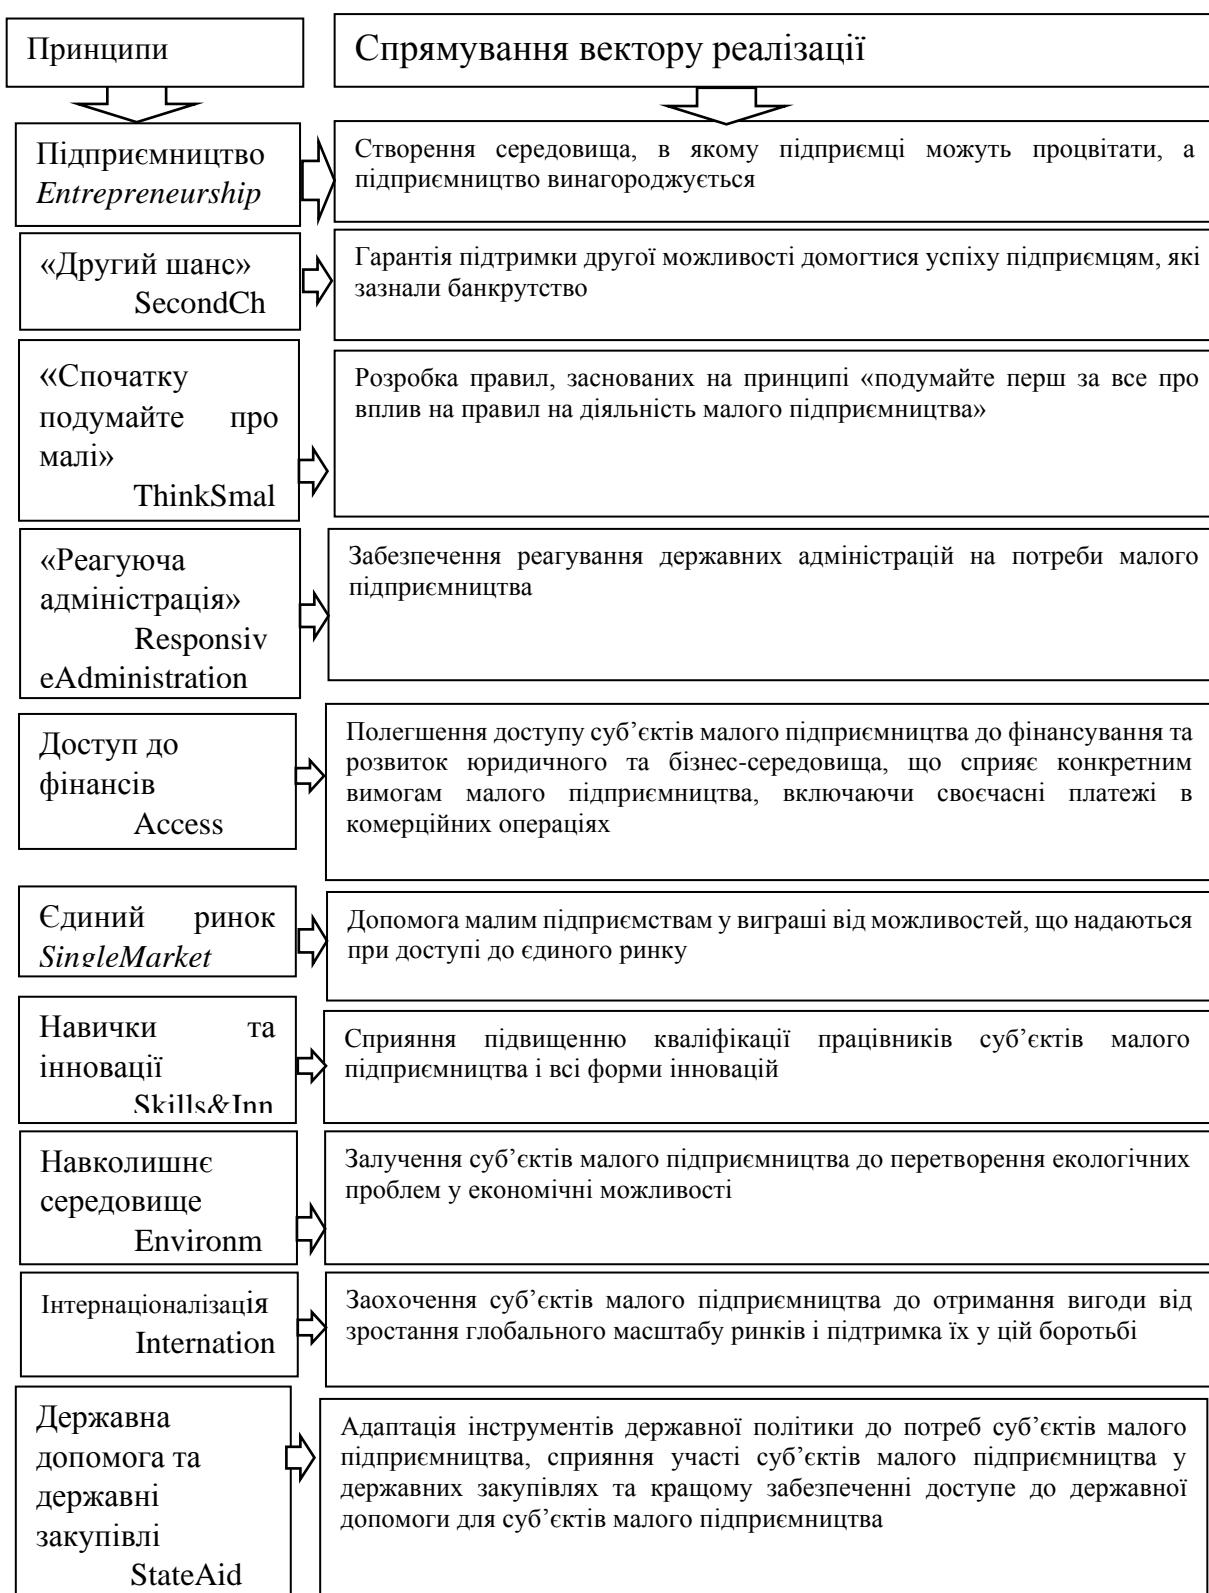 Принципи
Спрямування вектору реалізації
Підприємництво
Entrepreneurship
Створення середовища, в якому підприємці можуть процвітати, а
підприємництво винагороджується
«Другий шанс»
SecondCh
Гарантія підтримки другої можливості домогтися успіху підприємцям, які
зазнали банкрутство
«Спочатку
подумайте про
малі»
ThinkSmal
Розробка правил, заснованих на принципі «подумайте перш за все про
вплив на правил на діяльність малого підприємництва»
«Реагуюча
адміністрація»
Responsiv
eAdministration
Забезпечення реагування державних адміністрацій на потреби малого
підприємництва
Доступ до
фінансів
Access
Полегшення доступу суб’єктів малого підприємництва до фінансування та
розвиток юридичного та бізнес-середовища, що сприяє конкретним
вимогам малого підприємництва, включаючи своєчасні платежі в
комерційних операціях
Єдиний ринок
SingleMarket
Допомога малим підприємствам у виграші від можливостей, що надаються
при доступі до єдиного ринку
Навички та
інновації
Skills&Inn
Сприяння підвищенню кваліфікації працівників суб’єктів малого
підприємництва і всі форми інновацій
Навколишнє
середовище
Environm
Залучення суб’єктів малого підприємництва до перетворення екологічних
проблем у економічні можливості
Інтернаціоналізація
Internation
Заохочення суб’єктів малого підприємництва до отримання вигоди від
зростання глобального масштабу ринків і підтримка їх у цій боротьбі
Державна
допомога та
державні
закупівлі
StateAid
Адаптація інструментів державної політики до потреб суб’єктів малого
підприємництва, сприяння участі суб’єктів малого підприємництва у
державних закупівлях та кращому забезпеченні доступе до державної
допомоги для суб’єктів малого підприємництва